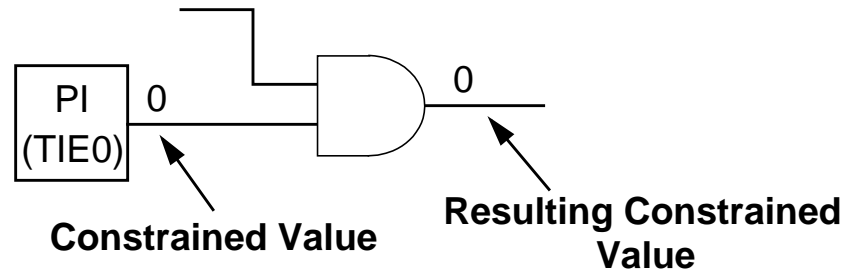 PI
(TIE0)
0
0
Constrained Value
Resulting Constrained
Value